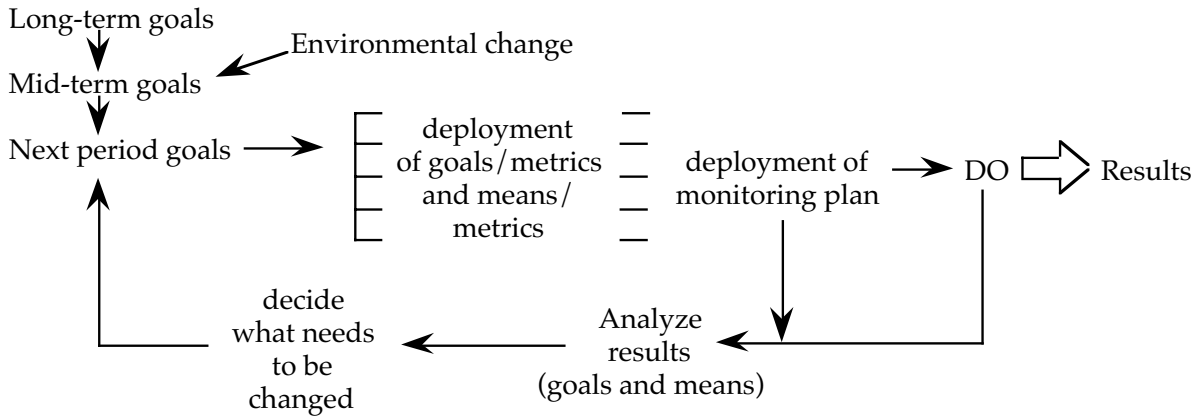 Long-term goals
Environmental change
Mid-term goals
Next period goals
deployment
of goals/metrics
and means/
metrics
deployment of
monitoring plan
DO
Results
Analyze
results
(goals and means)
decide
what needs
to be
changed